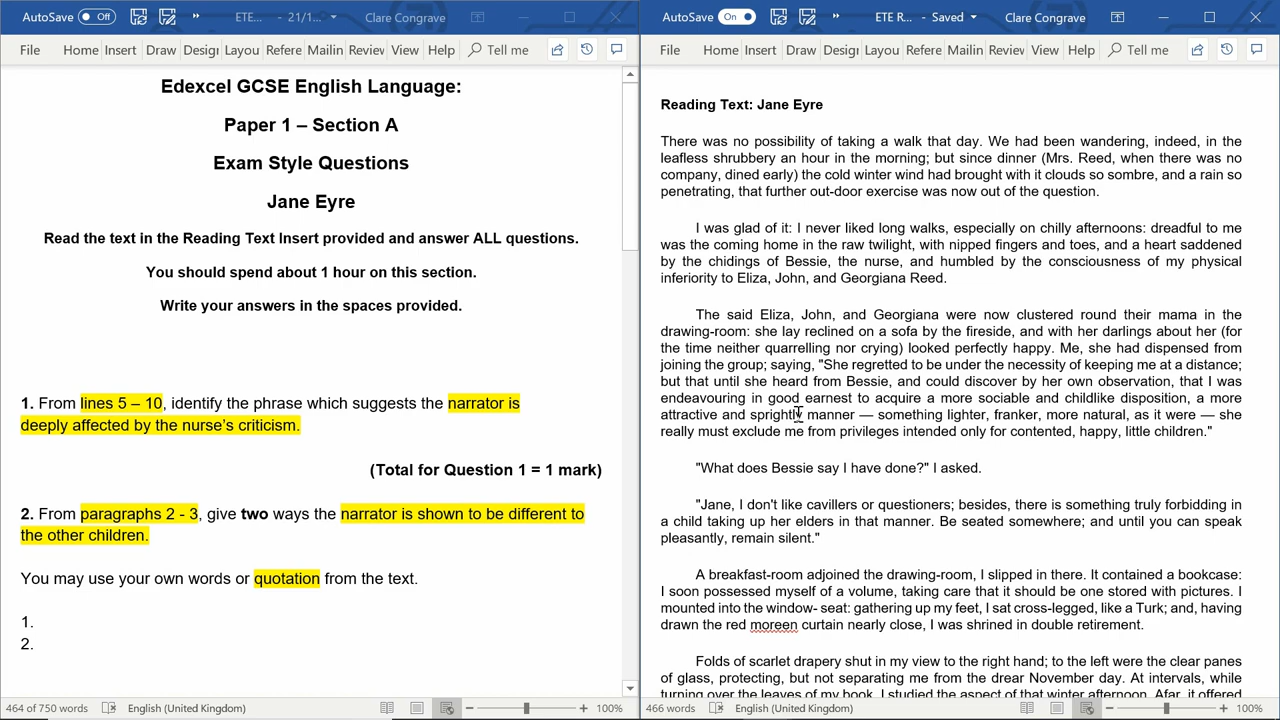 AutoSave Off ETE... - 21/1... Clare Congrave
File Home Insert Draw Desigr Layou Refere Mailin Review View Help Tell me
Edexcel GCSE English Language:
Paper 1 – Section A
Exam Style Questions
Jane Eyre
Read the text in the Reading Text Insert provided and answer ALL questions.
You should spend about 1 hour on this section.
Write your answers in the spaces provided.
1. From lines 5 – 10, identify the phrase which suggests the narrator is
deeply affected by the nurse's criticism.
(Total for Question 1 = 1 mark)
2. From paragraphs 2 - 3, give two ways the narrator is shown to be different to
the other children.
You may use your own words or quotation from the text.
1.
2.
464 of 750 words English (United Kingdom) 100%
AutoSave On ETE R... - Saved Clare Congrave
File Home Insert Draw Desigr Layou Refere Mailin Review View Help Tell me
Reading Text: Jane Eyre
There was no possibility of taking a walk that day. We had been wandering, indeed, in the
leafless shrubbery an hour in the morning; but since dinner (Mrs. Reed, when there was no
company, dined early) the cold winter wind had brought with it clouds so sombre, and a rain so
penetrating, that further out-door exercise was now out of the question.
I was glad of it: I never liked long walks, especially on chilly afternoons: dreadful to me
was the coming home in the raw twilight, with nipped fingers and toes, and a heart saddened
by the chidings of Bessie, the nurse, and humbled by the consciousness of my physical
inferiority to Eliza, John, and Georgiana Reed.
The said Eliza, John, and Georgiana were now clustered round their mama in the
drawing-room: she lay reclined on a sofa by the fireside, and with her darlings about her (for
the time neither quarrelling nor crying) looked perfectly happy. Me, she had dispensed from
joining the group; saying, "She regretted to be under the necessity of keeping me at a distance;
but that until she heard from Bessie, and could discover by her own observation, that I was
endeavouring in good earnest to acquire a more sociable and childlike disposition, a more
attractive and sprightly manner — something lighter, franker, more natural, as it were — she
really must exclude me from privileges intended only for contented, happy, little children."
"What does Bessie say I have done?" I asked.
"Jane, I don't like cavillers or questioners; besides, there is something truly forbidding in
a child taking up her elders in that manner. Be seated somewhere; and until you can speak
pleasantly, remain silent."
A breakfast-room adjoined the drawing-room, I slipped in there. It contained a bookcase:
I soon possessed myself of a volume, taking care that it should be one stored with pictures. I
mounted into the window- seat: gathering up my feet, I sat cross-legged, like a Turk; and, having
drawn the red moreen curtain nearly close, I was shrined in double retirement.
Folds of scarlet drapery shut in my view to the right hand; to the left were the clear panes
of glass, protecting, but not separating me from the drear November day. At intervals, while
turning over the leaves of my book, I studied the aspect of that winter afternoon. Afar, it offered
466 words English (United Kingdom) 100%